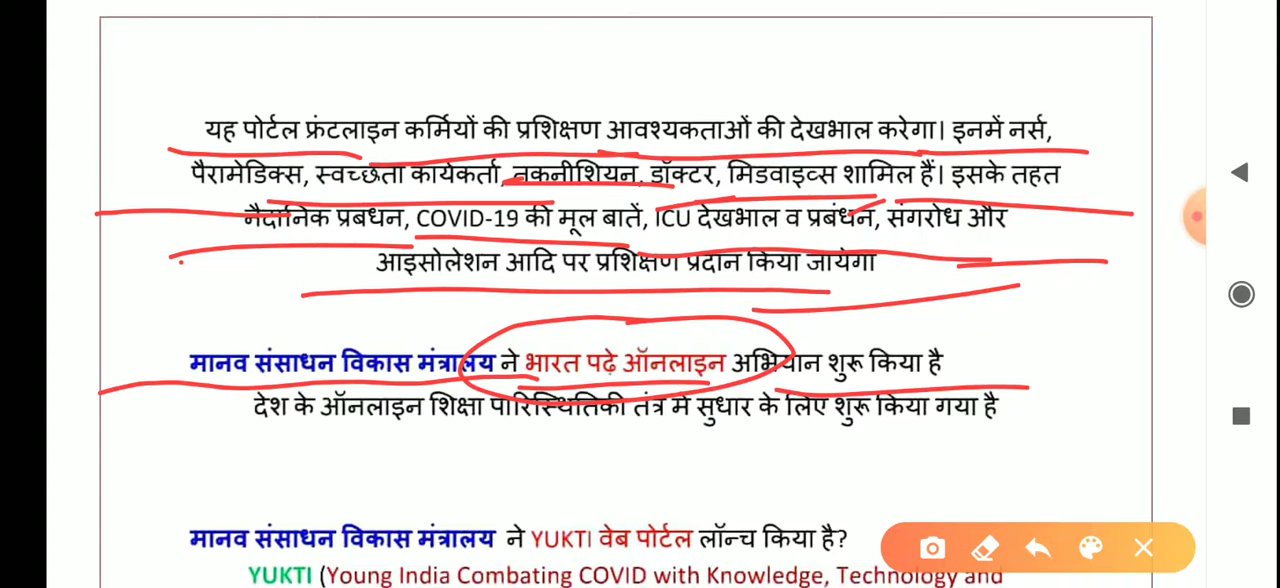 यह पोर्टल फ्रंटलाइन कर्मियों की प्रशिक्षण आवश्यकताओं की देखभाल करेगा। इनमें नर्स,
पैरामेडिक्स, स्वच्छता कार्यकर्ता, तकनीशियन, डॉक्टर, मिडवाइव्स शामिल हैं। इसके तहत
नैदानिक प्रबंधन, COVID-19 की मूल बातें, ICU देखभाल व प्रबंधन, संगरोध और
आइसोलेशन आदि पर प्रशिक्षण प्रदान किया जायेगा
मानव संसाधन विकास मंत्रालय ने भारत पढ़े ऑनलाइन अभियान शुरू किया है
देश के ऑनलाइन शिक्षा पारिस्थितिकी तंत्र में सुधार के लिए शुरू किया गया है
मानव संसाधन विकास मंत्रालय ने YUKTI वेब पोर्टल लॉन्च किया है?
YUKTI (Young India Combating COVID with Knowledge, Technology and